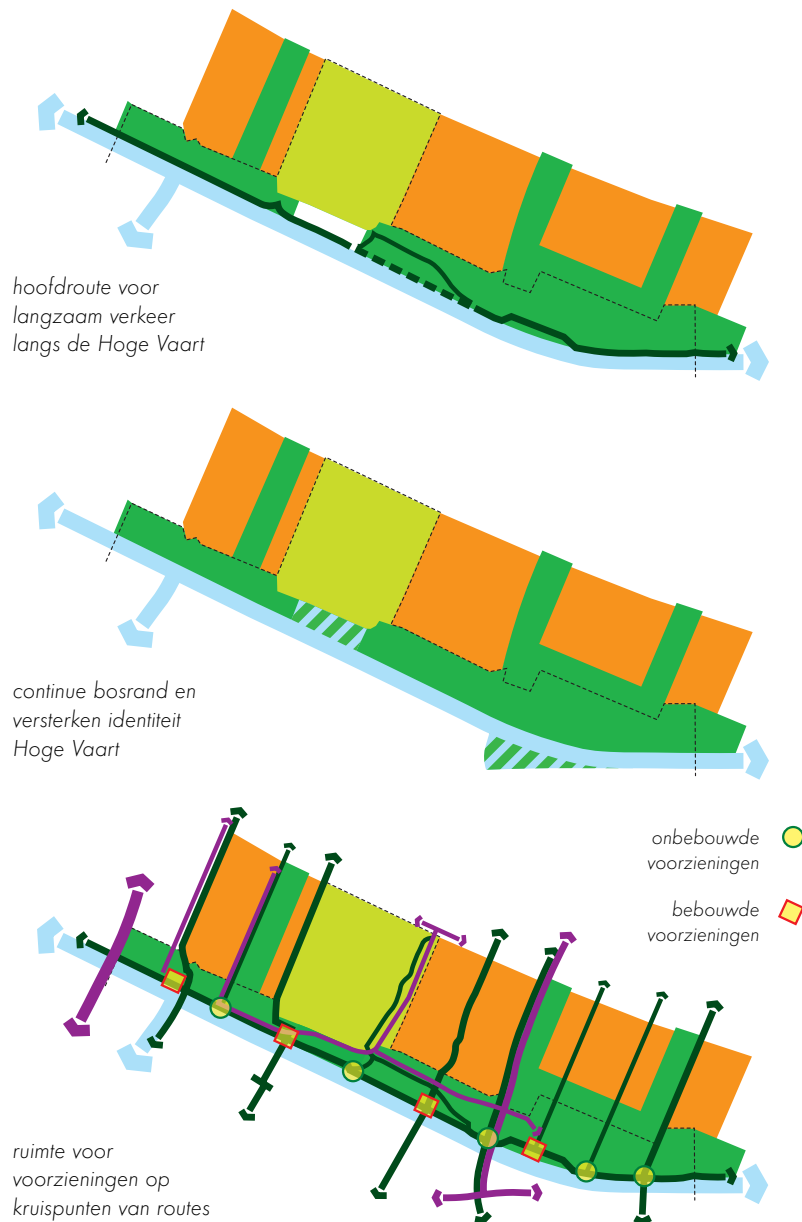 hoofdroute voor
langzaam verkeer
langs de Hoge Vaart
continue bosrand en
versterken identiteit
Hoge Vaart
onbebouwde
voorzieningen
bebouwde
voorzieningen
ruimte voor
voorzieningen op
kruispunten van routes